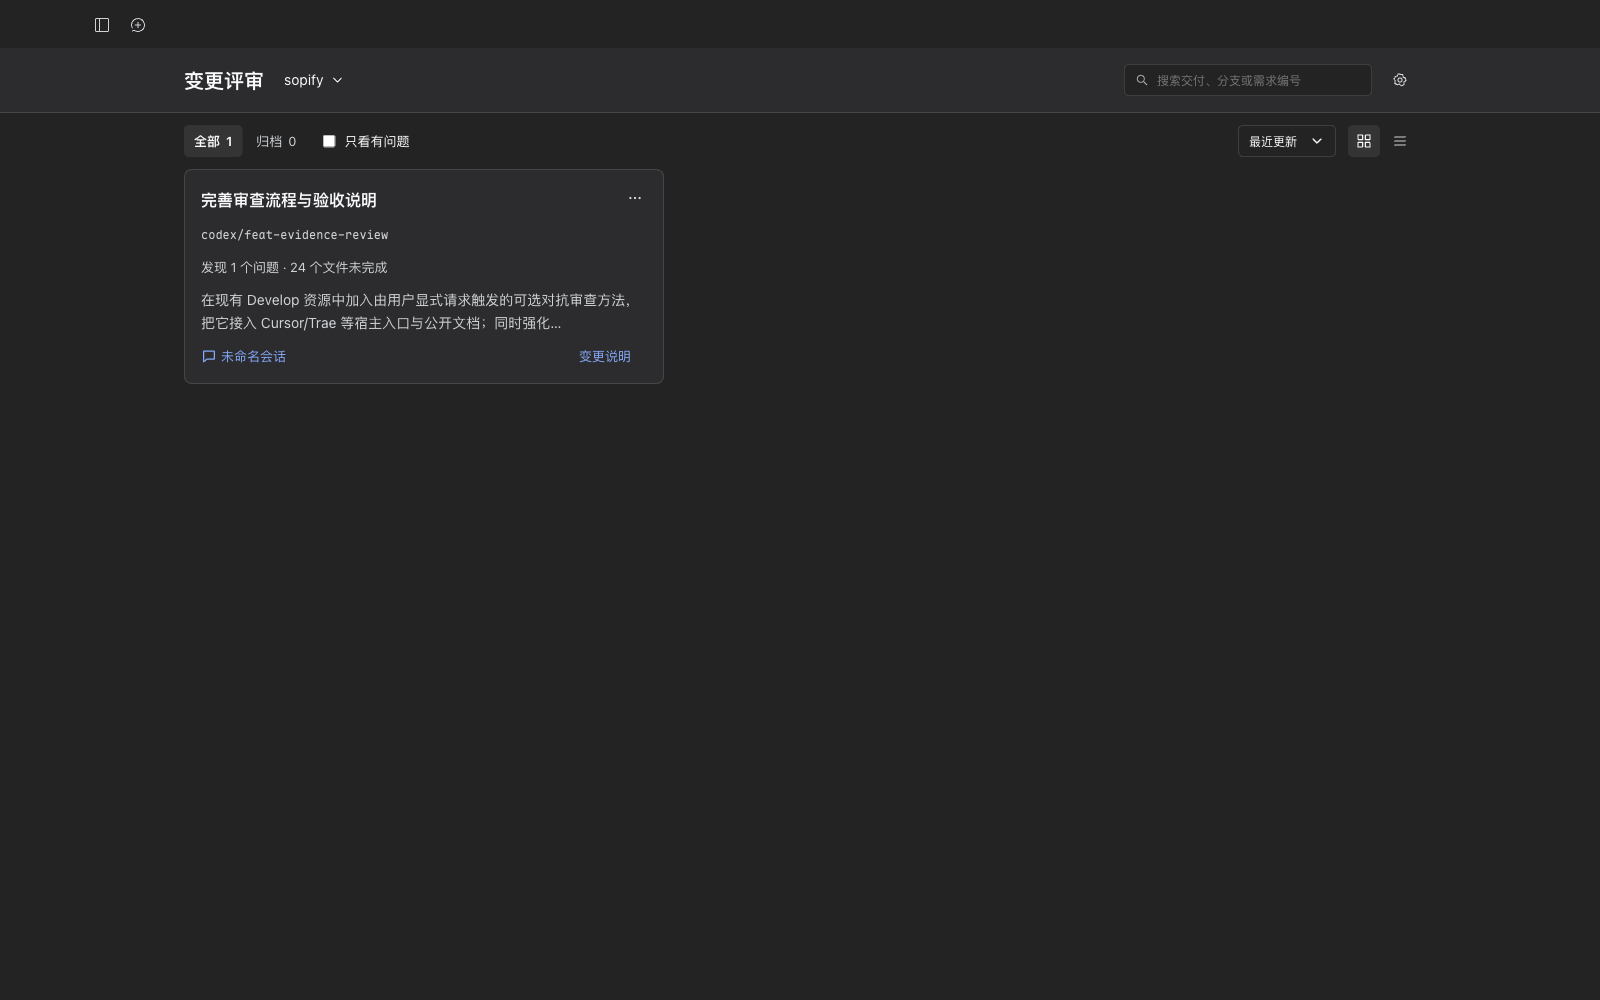 变更评审
sopify
搜索交付、分支或需求编号
全部 1
归档 0
只看有问题
最近更新
完善审查流程与验收说明
codex/feat-evidence-review
发现 1 个问题 · 24 个文件未完成
在现有 Develop 资源中加入由用户显式请求触发的可选对抗审查方法，
把它接入 Cursor/Trae 等宿主入口与公开文档；同时强化...
未命名会话
变更说明